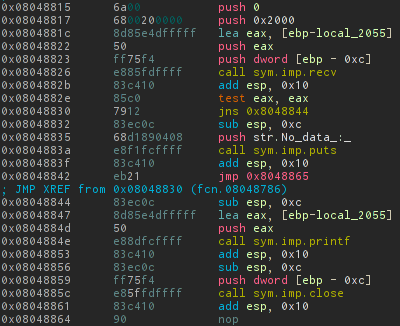 0x08048815 6a00 push 0
0x08048817 6800200000 push 0x2000
0x0804881c 8d85e4dfffff lea eax, [ebp-local_2055]
0x08048822 50 push eax
0x08048823 ff75f4 push dword [ebp - 0xc]
0x08048826 e885fdffff call sym.imp.recv
0x0804882b 83c410 add esp, 0x10
0x0804882e 85c0 test eax, eax
0x08048830 7912 jns 0x8048844
0x08048832 83ec0c sub esp, 0xc
0x08048835 68d1890408 push str.No_data_:_
0x0804883a e8f1fcffff call sym.imp.puts
0x0804883f 83c410 add esp, 0x10
0x08048842 eb21 jmp 0x8048865
; JMP XREF from 0x08048830 (fcn.08048786)
0x08048844 83ec0c sub esp, 0xc
0x08048847 8d85e4dfffff lea eax, [ebp-local_2055]
0x0804884d 50 push eax
0x0804884e e88dfcffff call sym.imp.printf
0x08048853 83c410 add esp, 0x10
0x08048856 83ec0c sub esp, 0xc
0x08048859 ff75f4 push dword [ebp - 0xc]
0x0804885c e85ffdffff call sym.imp.close
0x08048861 83c410 add esp, 0x10
0x08048864 90 nop